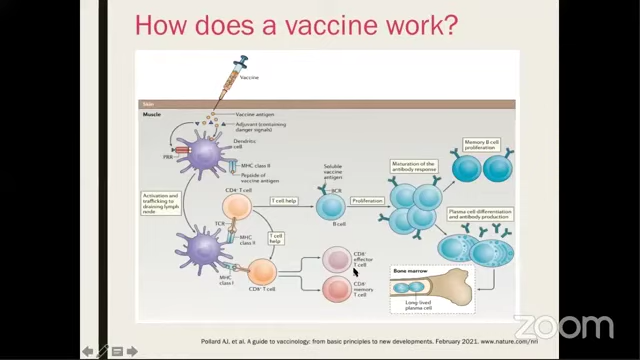 How does a vaccine work?
Vaccine
Skin
Muscle
Vaccine antigen
Adjuvant (containing
danger signals)
PRR
Dendritic
cell
MHC class II
Peptide of
vaccine antigen
Activation and
trafficking to
draining lymph
node
CD4⁺ T cell
TCR
MHC
class II
T cell help
T cell
help
Soluble
vaccine
antigen
BCR
B cell
Proliferation
Maturation of the
antibody response
Memory B cell
proliferation
Plasma cell differentiation
and antibody production
MHC
class I
CD8⁺ T cell
CD8⁺
effector
T cell
CD8⁺
memory
T cell
Bone marrow
Long-lived
plasma cell
Pollard AJ, et al. A guide to vaccinology: from basic principles to new developments. February 2021. www.nature.com/nri
zoom